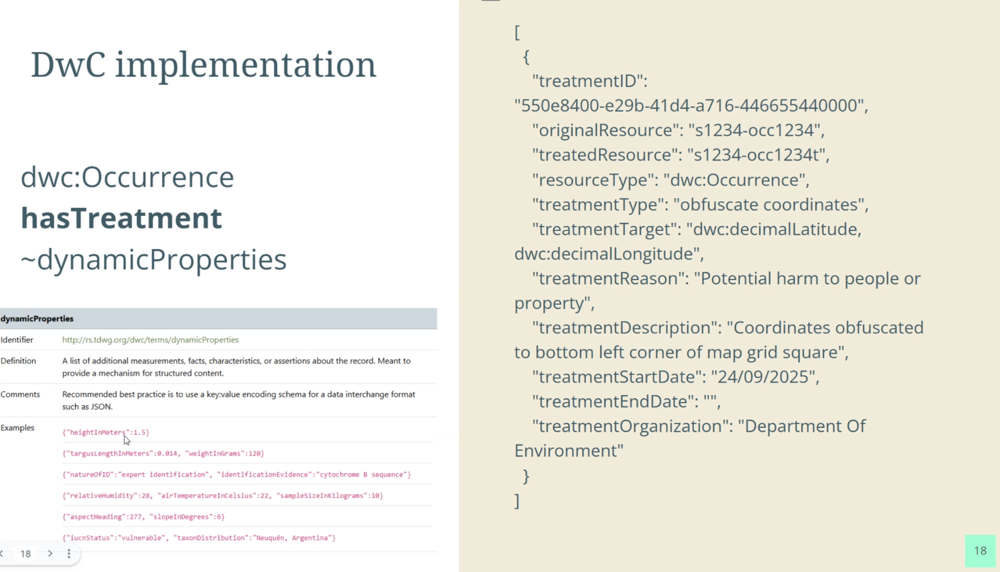 DwC implementation
dwc:Occurrence
hasTreatment
~dynamicProperties
dynamicProperties
Identifier http://rs.tdwg.org/dwc/terms/dynamicProperties
Definition A list of additional measurements, facts, characteristics, or assertions about the record. Meant to
provide a mechanism for structured content.
Comments Recommended best practice is to use a key:value encoding schema for a data interchange format
such as JSON.
Examples {"heightInMeters":1.5}
{"targusLengthInMeters":0.014, "weightInGrams":120}
{"natureOfID":"expert identification", "identificationEvidence":"cytochrome B sequence"}
{"relativeHumidity":28, "airTemperatureInCelsius":22, "sampleSizeInKilograms":10}
{"aspectHeading":277, "slopeInDegrees":6}
{"iucnStatus":"vulnerable", "taxonDistribution":"Neuquén, Argentina"}
18
[
{
"treatmentID":
"550e8400-e29b-41d4-a716-446655440000",
"originalResource": "s1234-occ1234",
"treatedResource": "s1234-occ1234t",
"resourceType": "dwc:Occurrence",
"treatmentType": "obfuscate coordinates",
"treatmentTarget": "dwc:decimalLatitude,
dwc:decimalLongitude",
"treatmentReason": "Potential harm to people or
property",
"treatmentDescription": "Coordinates obfuscated
to bottom left corner of map grid square",
"treatmentStartDate": "24/09/2025",
"treatmentEndDate": "",
"treatmentOrganization": "Department Of
Environment"
}
]
18